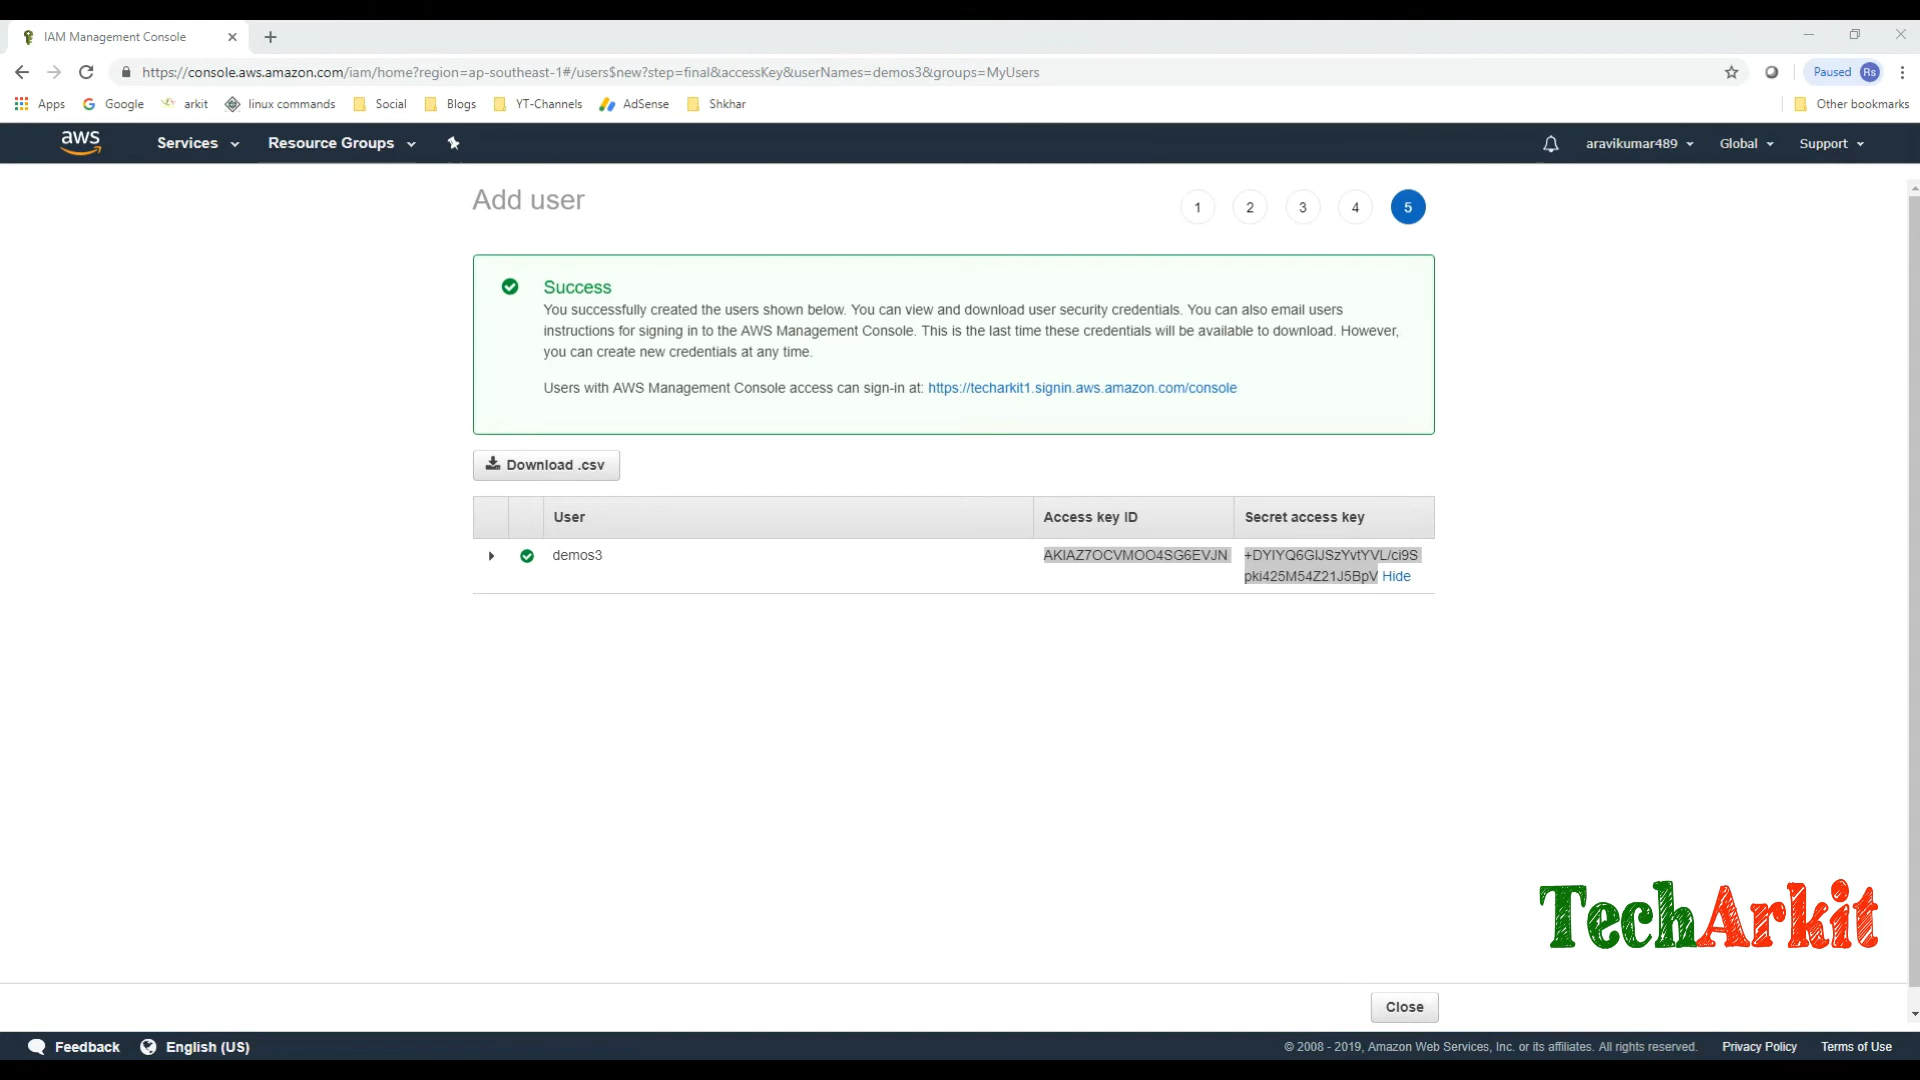 IAM Management Console
https://console.aws.amazon.com/iam/home?region=ap-southeast-1#/users$new?step=final&accessKey&userNames=demos3&groups=MyUsers
Paused Rs
Apps Google arkit linux commands Social Blogs YT-Channels AdSense Shkhar Other bookmarks
aws Services Resource Groups aravikumar489 Global Support
Add user 1 2 3 4 5
Success
You successfully created the users shown below. You can view and download user security credentials. You can also email users
instructions for signing in to the AWS Management Console. This is the last time these credentials will be available to download. However,
you can create new credentials at any time.
Users with AWS Management Console access can sign-in at: https://techarkit1.signin.aws.amazon.com/console
Download .csv
User Access key ID Secret access key
demos3 AKIAZ7OCVMOO4SG6EVJN +DYIYQ6GIJSzYvtYVL/ci9S
pki425M54Z21J5BpV Hide
TechArkit
Close
Feedback English (US) © 2008 - 2019, Amazon Web Services, Inc. or its affiliates. All rights reserved. Privacy Policy Terms of Use